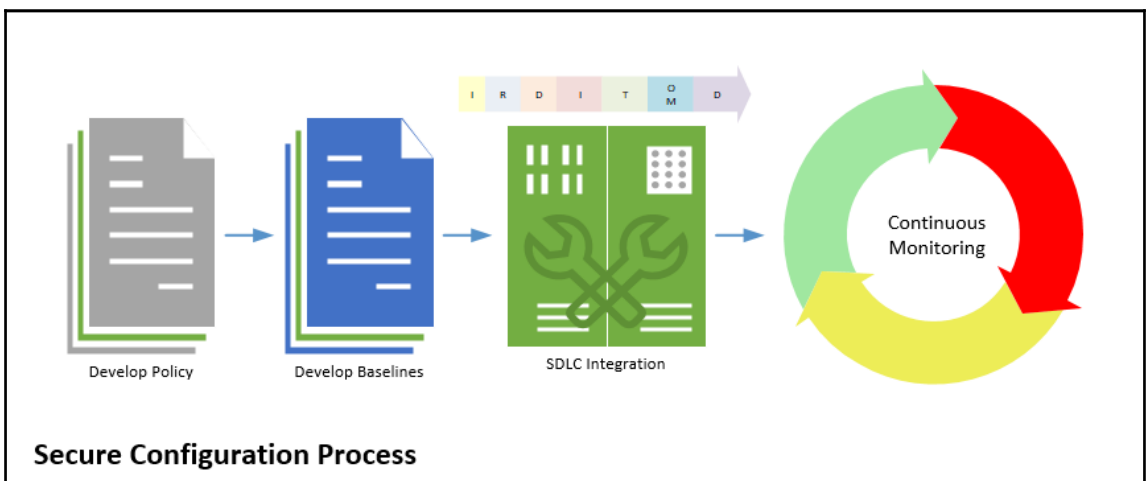 I R D I T O M D
Continuous
Monitoring
Develop Policy
Develop Baselines
SDLC Integration
Secure Configuration Process